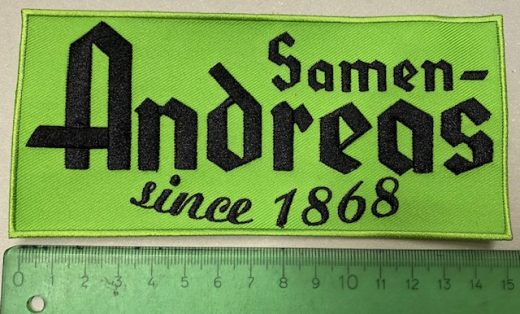 Samen-
Andreas
since 1868
0 1 2 3 4 5 6 7 8 9 10 11 12 13 14 15